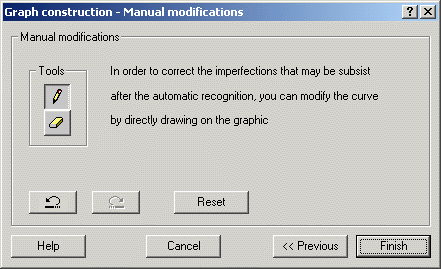 Graph construction - Manual modifications
Manual modifications
Tools
In order to correct the imperfections that may be subsist
after the automatic recognition, you can modify the curve
by directly drawing on the graphic
Reset
Help
Cancel
<< Previous
Finish